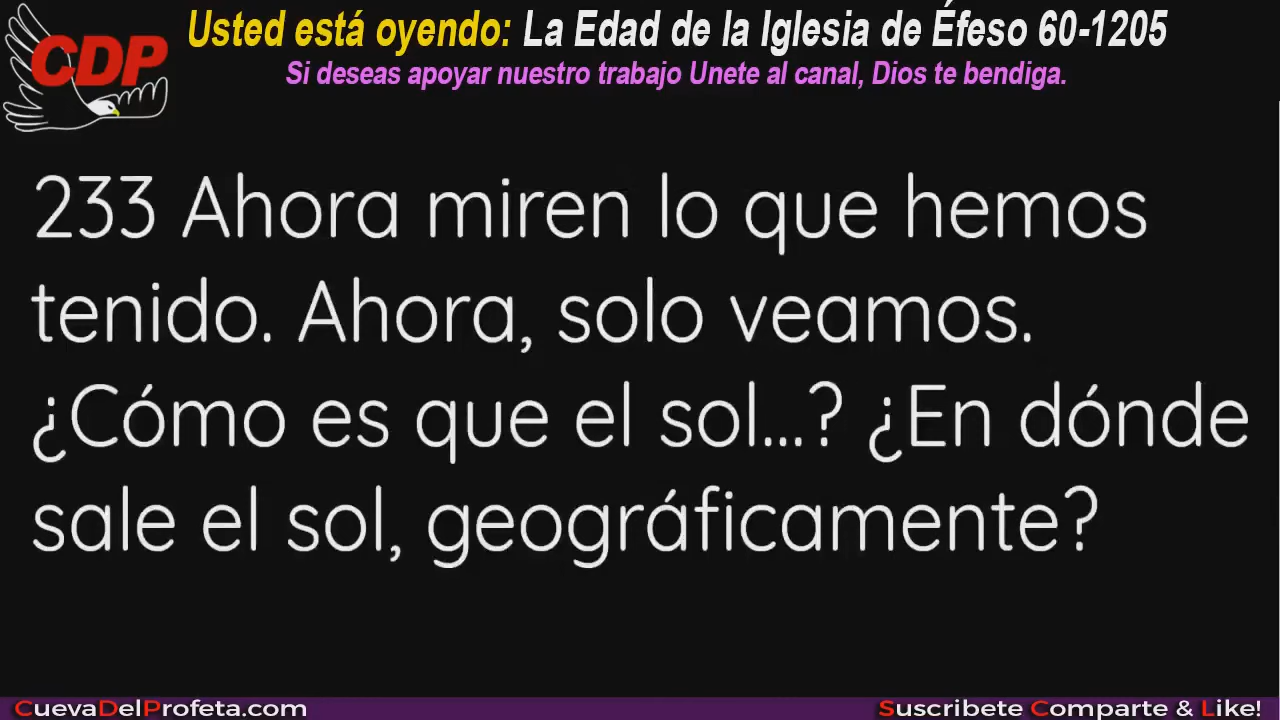 CDP
Usted está oyendo: La Edad de la Iglesia de Éfeso 60-1205
Si deseas apoyar nuestro trabajo Unete al canal, Dios te bendiga.
233 Ahora miren lo que hemos
tenido. Ahora, solo veamos.
¿Cómo es que el sol...? ¿En dónde
sale el sol, geográficamente?
CuevaDelProfeta.com
Suscribete Comparte & Like!